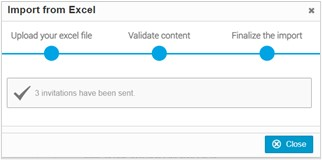 Import from Excel
Upload your excel file Validate content Finalize the import
3 invitations have been sent
Close